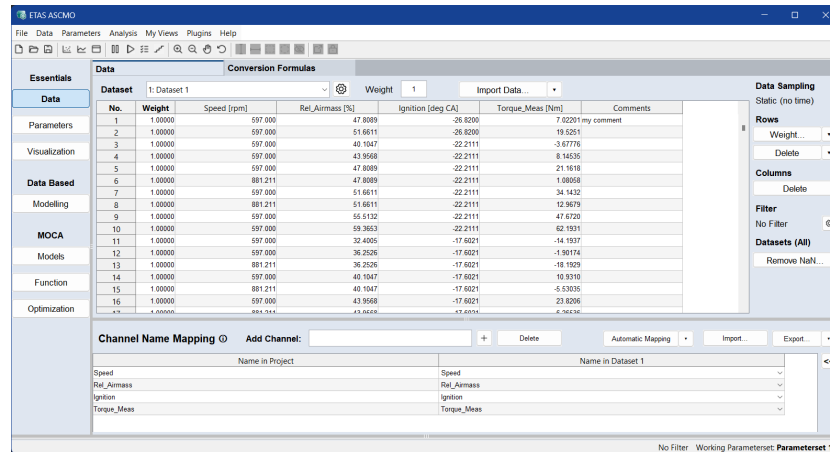 ETAS ASCMO
File Data Parameters Analysis My Views Plugins Help
Essentials
Data
Parameters
Visualization
Data Based
Modelling
MOCA
Models
Function
Optimization
Data Conversion Formulas
Dataset 1: Dataset 1 Weight 1 Import Data...
No. Weight Speed [rpm] Rel_Airmass [%] Ignition [deg CA] Torque_Meas [Nm] Comments
1 1.00000 597.000 47.8089 -26.8200 7.02201 my comment
2 1.00000 597.000 51.6611 -26.8200 19.5251
3 1.00000 597.000 40.1047 -22.2111 -3.67776
4 1.00000 597.000 43.9568 -22.2111 8.14535
5 1.00000 597.000 47.8089 -22.2111 21.1618
6 1.00000 881.211 47.8089 -22.2111 1.08058
7 1.00000 597.000 51.6611 -22.2111 34.1432
8 1.00000 881.211 51.6611 -22.2111 12.9679
9 1.00000 597.000 55.5132 -22.2111 47.6720
10 1.00000 597.000 59.3653 -22.2111 62.1931
11 1.00000 597.000 32.4005 -17.6021 -14.1937
12 1.00000 597.000 36.2526 -17.6021 -1.90174
13 1.00000 881.211 36.2526 -17.6021 -18.1929
14 1.00000 597.000 40.1047 -17.6021 10.9310
15 1.00000 881.211 40.1047 -17.6021 -5.53035
16 1.00000 597.000 43.9568 -17.6021 23.8206
Data Sampling
Static (no time)
Rows
Weight...
Delete
Columns
Delete
Filter
No Filter
Datasets (All)
Remove NaN...
Channel Name Mapping Add Channel: + Delete Automatic Mapping Import... Export...
Name in Project Name in Dataset 1
Speed Speed
Rel_Airmass Rel_Airmass
Ignition Ignition
Torque_Meas Torque_Meas
No Filter Working Parameterset: Parameterset